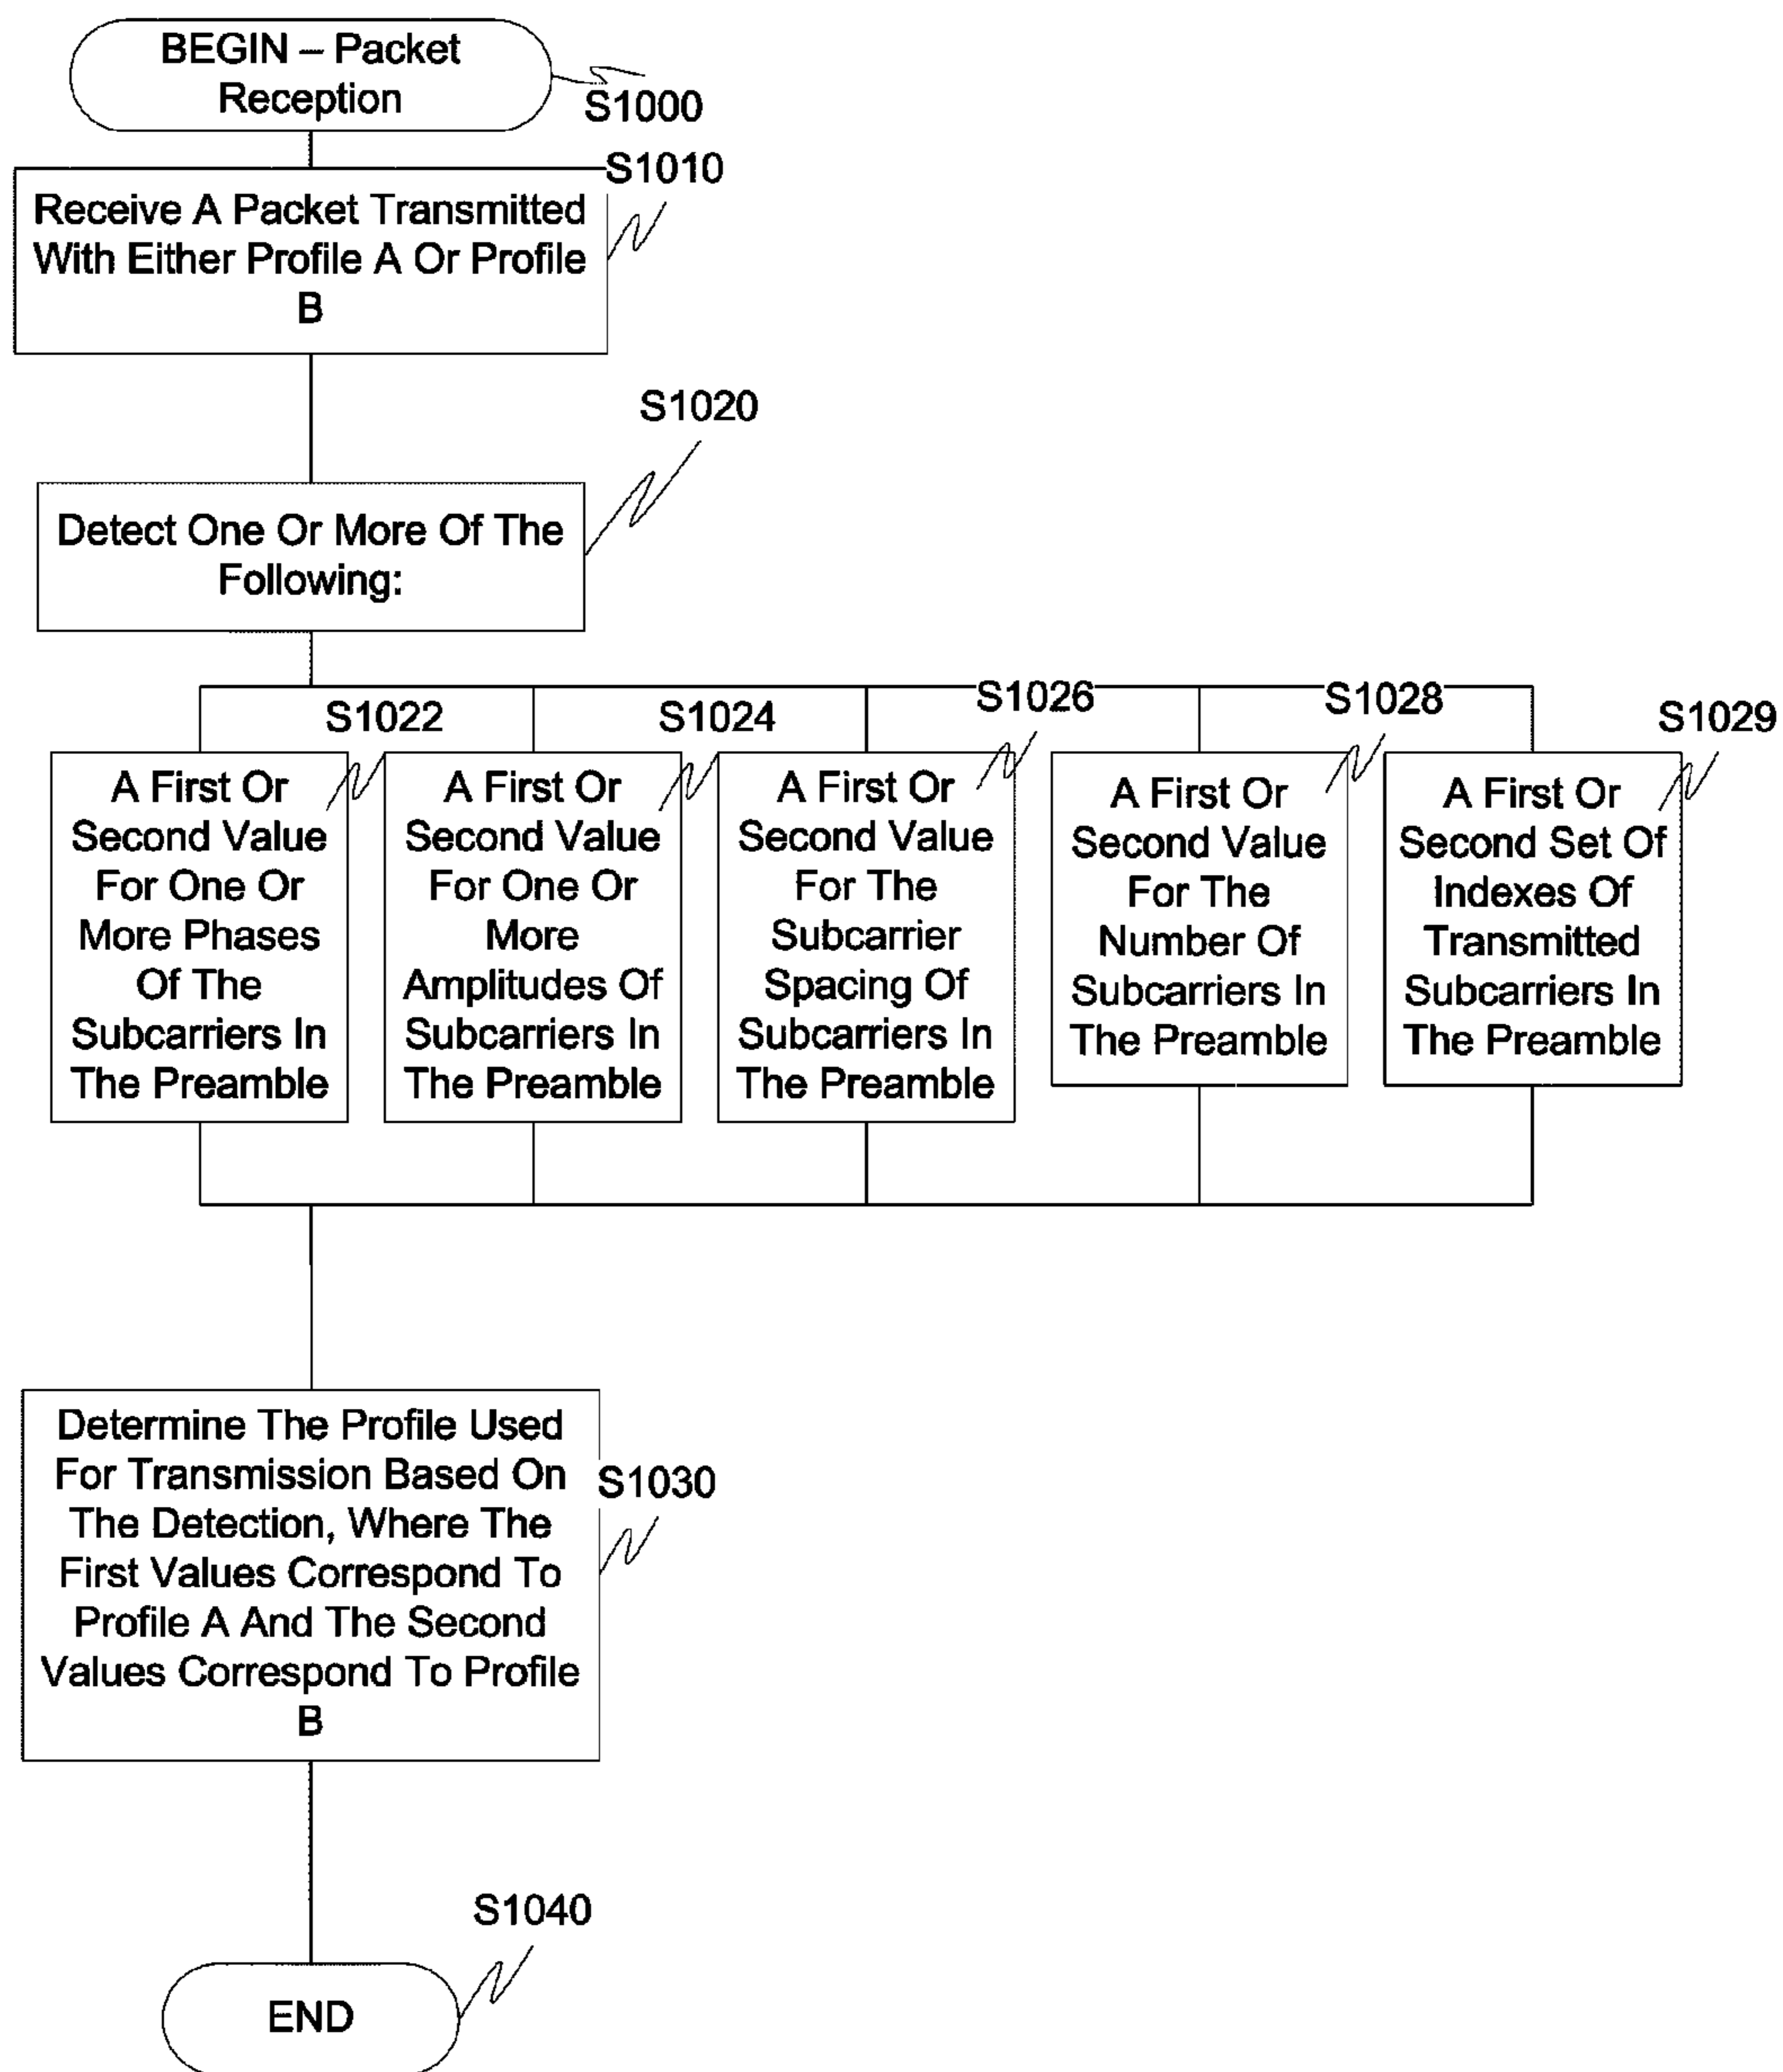 BEGIN – Packet
Reception
S1000
S1010
Receive A Packet Transmitted
With Either Profile A Or Profile
B
S1020
Detect One Or More Of The
Following:
S1022
S1024
S1026
S1028
S1029
A First Or
Second Value
For One Or
More Phases
Of The
Subcarriers In
The Preamble
A First Or
Second Value
For One Or
More
Amplitudes Of
Subcarriers In
The Preamble
A First Or
Second Value
For The
Subcarrier
Spacing Of
Subcarriers In
The Preamble
A First Or
Second Value
For The
Number Of
Subcarriers In
The Preamble
A First Or
Second Set Of
Indexes Of
Transmitted
Subcarriers In
The Preamble
Determine The Profile Used
For Transmission Based On
The Detection, Where The
First Values Correspond To
Profile A And The Second
Values Correspond To Profile
B
S1030
S1040
END